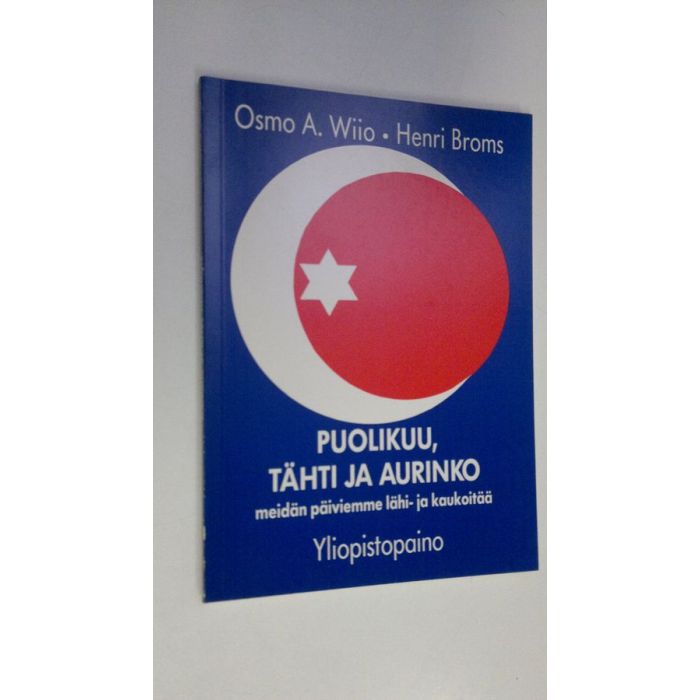 Osmo A. Wiio • Henri Broms
PUOLIKUU,
TÄHTI JA AURINKO
meidän päiviemme lähi- ja kaukoitää
Yliopistopaino